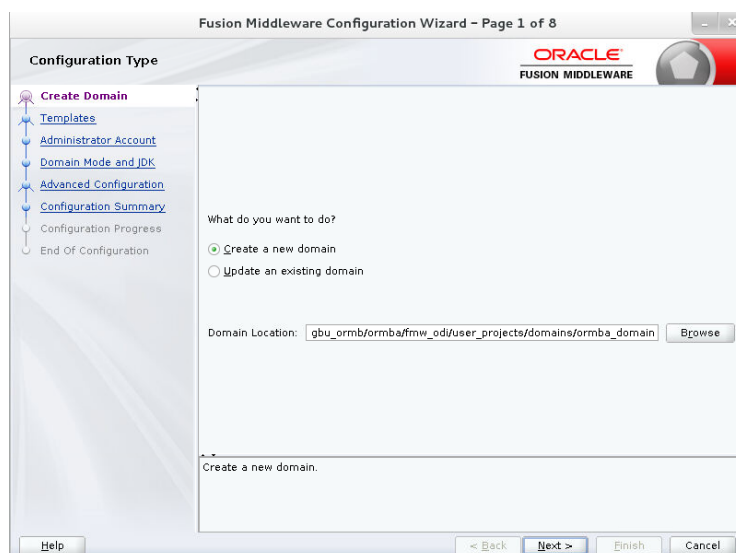 Fusion Middleware Configuration Wizard - Page 1 of 8
Configuration Type
ORACLE
FUSION MIDDLEWARE
Create Domain
Templates
Administrator Account
Domain Mode and JDK
Advanced Configuration
Configuration Summary
Configuration Progress
End Of Configuration
What do you want to do?
Create a new domain
Update an existing domain
Domain Location: gbu_ormb/ormba/fmw_odi/user_projects/domains/ormba_domain Browse
Create a new domain.
Help < Back Next > Finish Cancel